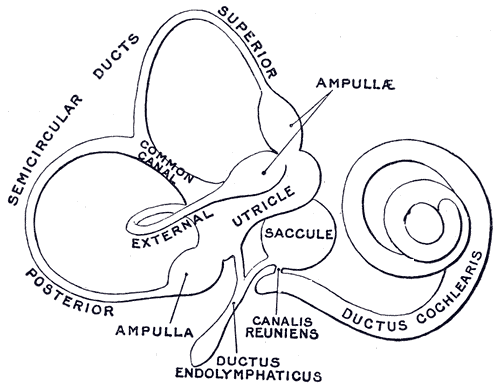 SUPERIOR
SEMICIRCULAR DUCTS
AMPULLÆ
COMMON
CANAL
EXTERNAL
UTRICLE
SACCULE
POSTERIOR
AMPULLA
CANALIS
REUNIENS
DUCTUS COCHLEARIS
DUCTUS
ENDOLYMPHATICUS